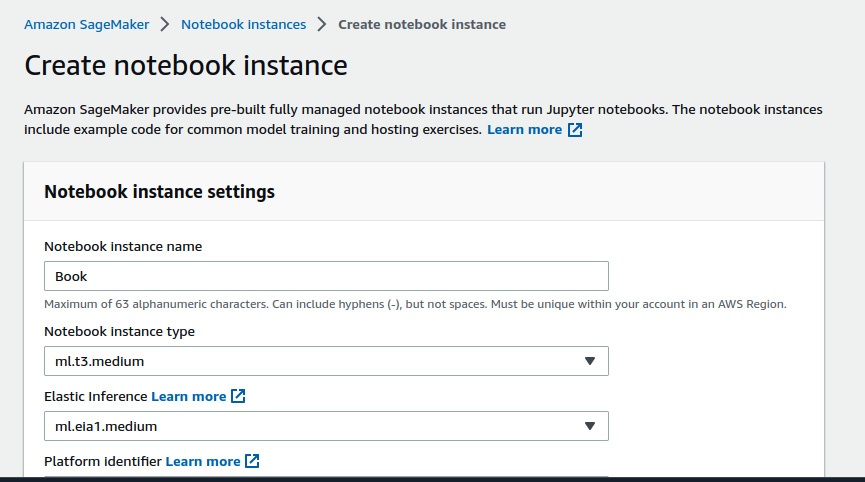 Amazon SageMaker > Notebook instances > Create notebook instance
Create notebook instance
Amazon SageMaker provides pre-built fully managed notebook instances that run Jupyter notebooks. The notebook instances
include example code for common model training and hosting exercises. Learn more
Notebook instance settings
Notebook instance name
Book
Maximum of 63 alphanumeric characters. Can include hyphens (-), but not spaces. Must be unique within your account in an AWS Region.
Notebook instance type
ml.t3.medium
Elastic Inference Learn more
ml.eia1.medium
Platform identifier Learn more